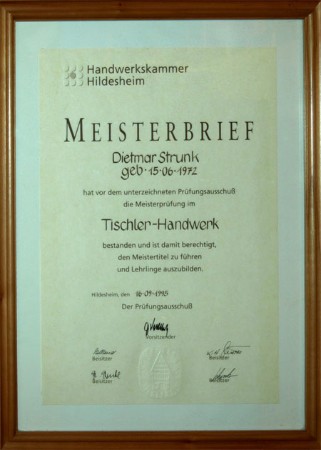 Handwerkskammer
Hildesheim
MEISTERBRIEF
Dietmar Strunk
geb. 15-06-1972
hat vor dem unterzeichneten Prüfungsausschuß
die Meisterprüfung im
Tischler-Handwerk
bestanden und ist damit berechtigt,
den Meistertitel zu führen
und Lehrlinge auszubilden.
Hildesheim, den
Der Prüfungsausschuß
Vorsitzender
Beisitzer
Beisitzer
Beisitzer
Beisitzer